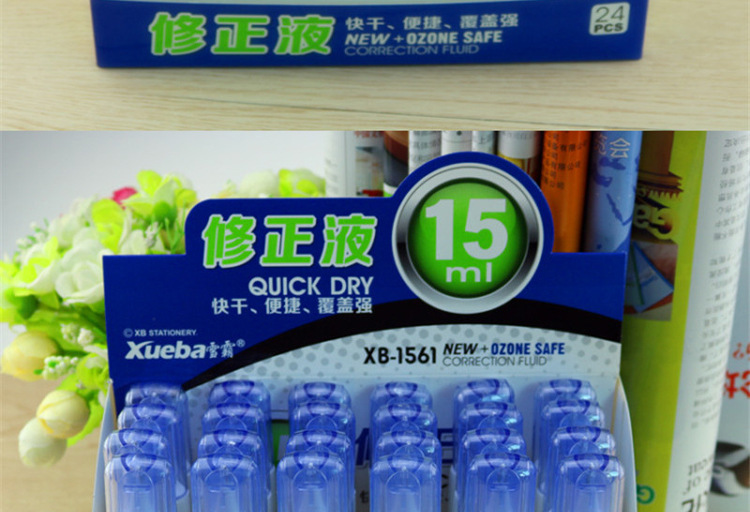 修正液
快干、便捷、覆盖强
NEW + OZONE SAFE
CORRECTION FLUID
24
PCS
修正液
15
ml
QUICK DRY
快干、便捷、覆盖强
© XB STATIONERY
Xueba雪霸®
XB-1561
NEW + OZONE SAFE
CORRECTION FLUID